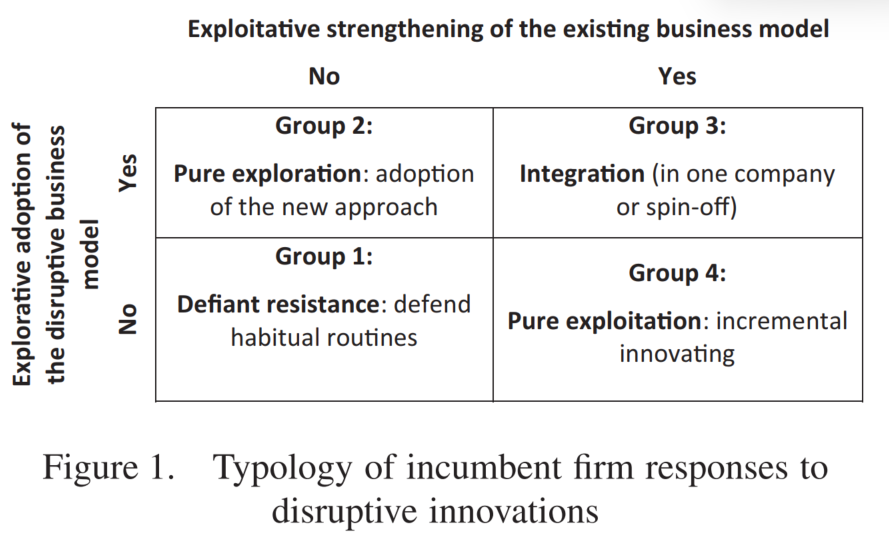 Exploitative strengthening of the existing business model
No
Yes
Explorative adoption of
the disruptive business
model
Yes
No
Group 2:
Pure exploration: adoption
of the new approach
Group 3:
Integration (in one company
or spin-off)
Group 1:
Defiant resistance: defend
habitual routines
Group 4:
Pure exploitation: incremental
innovating
Figure 1. Typology of incumbent firm responses to
disruptive innovations